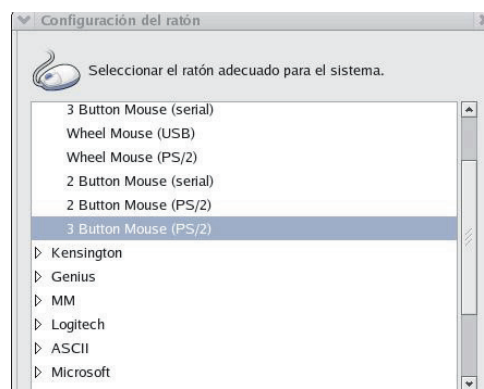 Configuración del ratón
Seleccionar el ratón adecuado para el sistema.
3 Button Mouse (serial)
Wheel Mouse (USB)
Wheel Mouse (PS/2)
2 Button Mouse (serial)
2 Button Mouse (PS/2)
3 Button Mouse (PS/2)
Kensington
Genius
MM
Logitech
ASCII
Microsoft